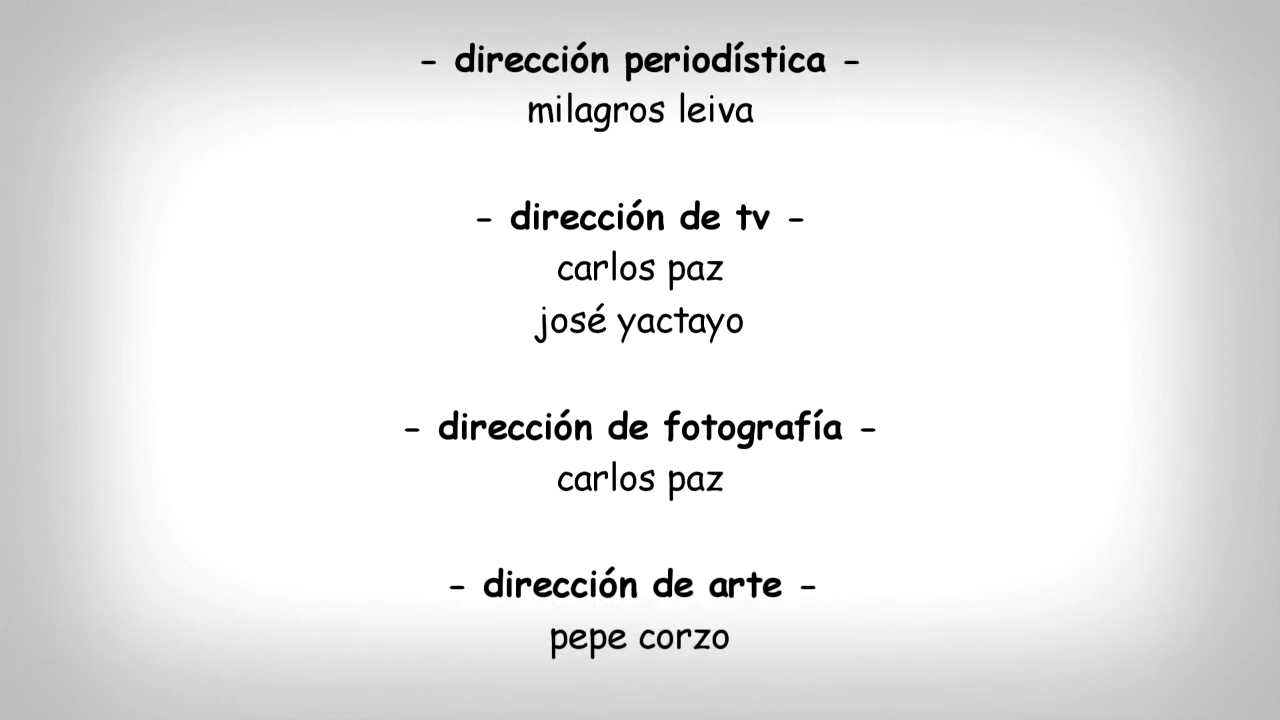 - dirección periodística -
milagros leiva
- dirección de tv -
carlos paz
josé yactayo
- dirección de fotografía -
carlos paz
- dirección de arte -
pepe corzo